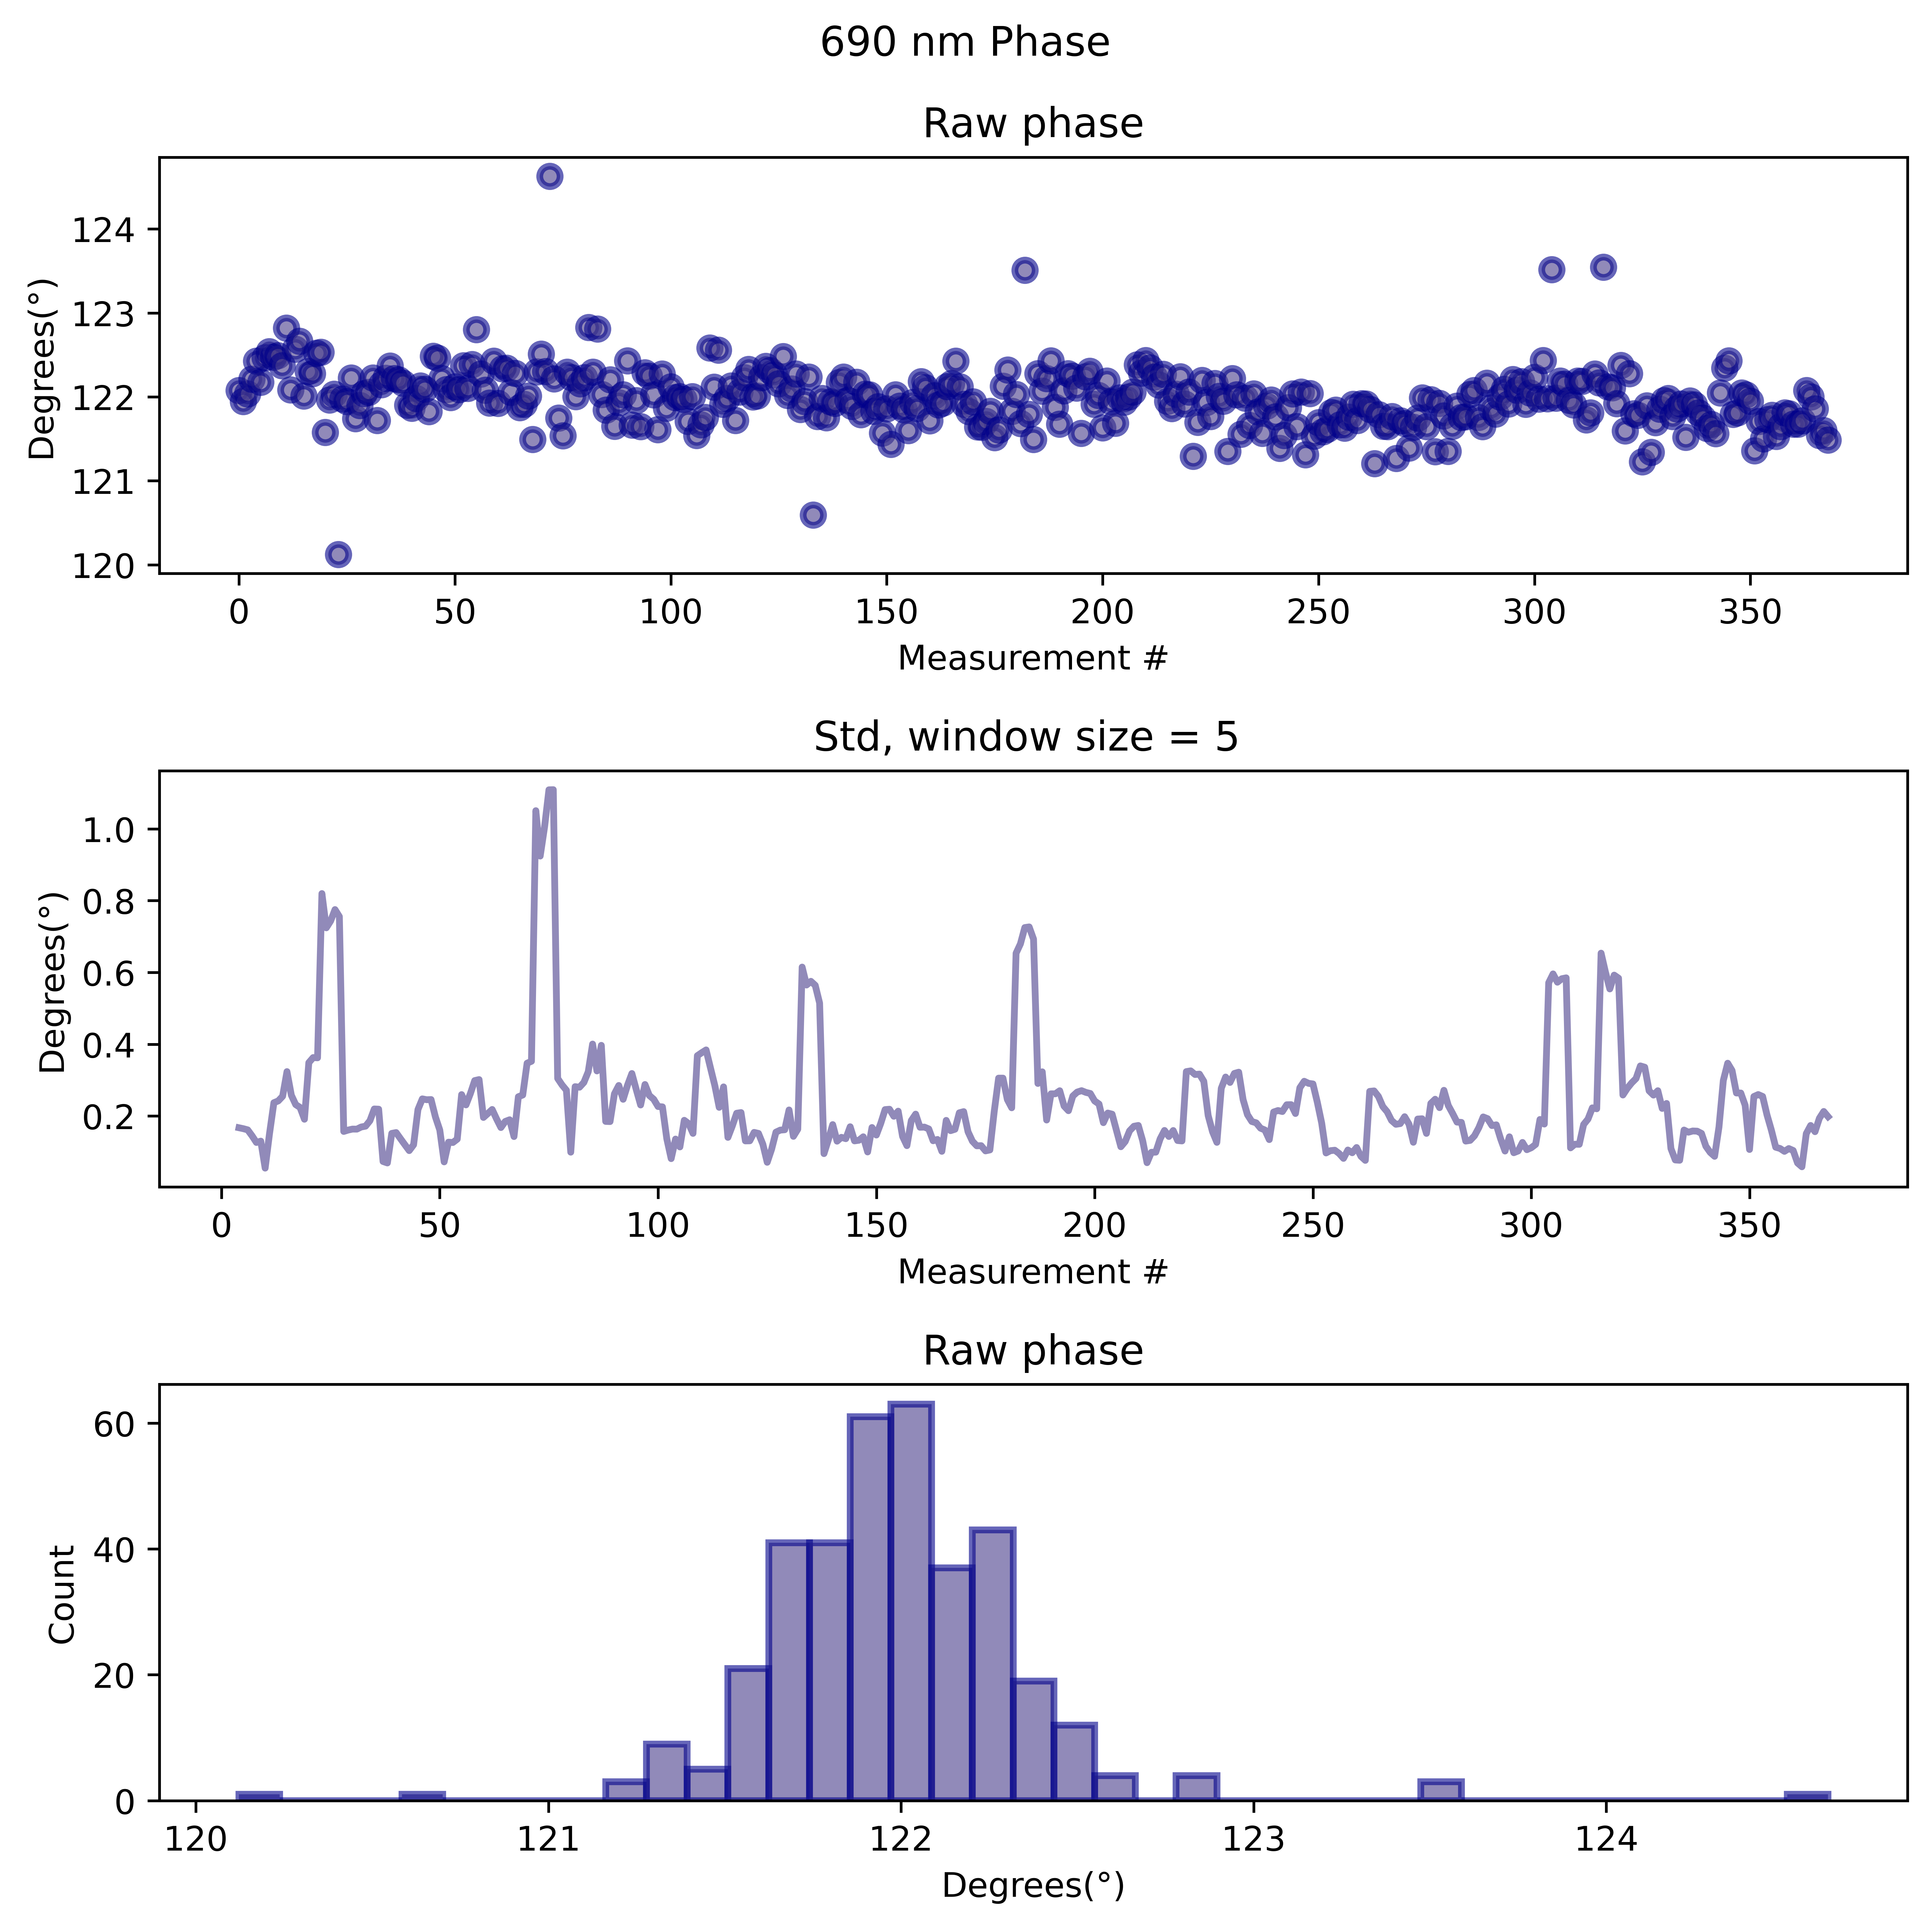 690 nm Phase
Raw phase
Degrees(°)
124
123
122
121
120
0 50 100 150 200 250 300 350
Measurement #
Std, window size = 5
Degrees(°)
1.0
0.8
0.6
0.4
0.2
0 50 100 150 200 250 300 350
Measurement #
Raw phase
Count
60
40
20
0
120 121 122 123 124
Degrees(°)